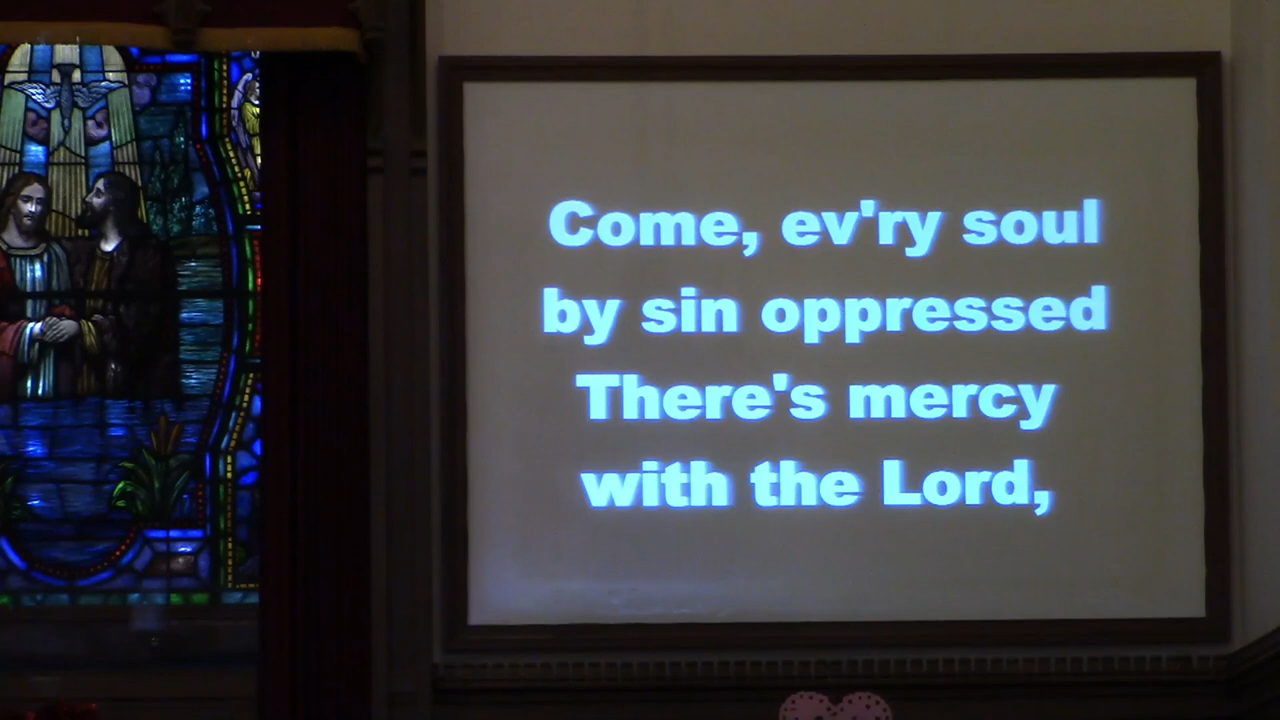 Come, ev'ry soul
by sin oppressed
There's mercy
with the Lord,